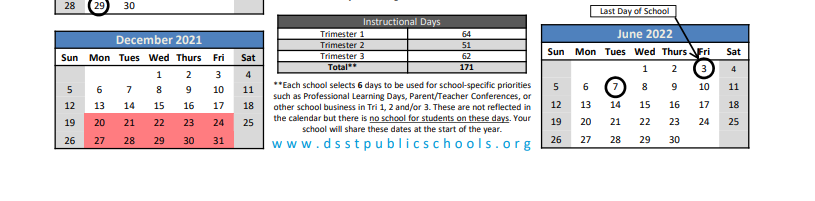 28 29 30
December 2021
Sun Mon Tues Wed Thurs Fri Sat
1 2 3 4
5 6 7 8 9 10 11
12 13 14 15 16 17 18
19 20 21 22 23 24 25
26 27 28 29 30 31
Instructional Days
Trimester 1 64
Trimester 2 51
Trimester 3 62
Total** 171
**Each school selects 6 days to be used for school-specific priorities
such as Professional Learning Days, Parent/Teacher Conferences, or
other school business in Tri 1, 2 and/or 3. These are not reflected in
the calendar but there is no school for students on these days. Your
school will share these dates at the start of the year.
www.dsstpublicschools.org
Last Day of School
June 2022
Sun Mon Tues Wed Thurs Fri Sat
1 2 3 4
5 6 7 8 9 10 11
12 13 14 15 16 17 18
19 20 21 22 23 24 25
26 27 28 29 30